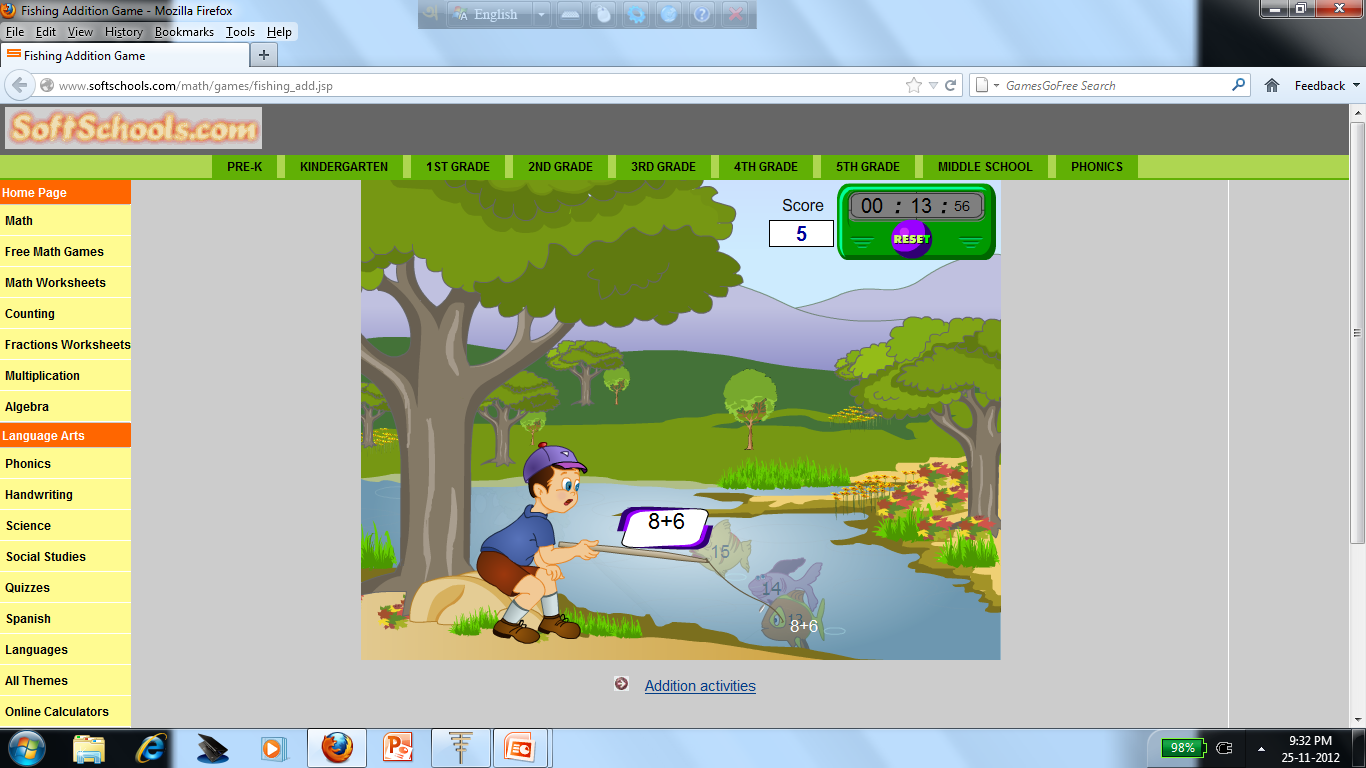 Fishing Addition Game - Mozilla Firefox
English
File Edit View History Bookmarks Tools Help
Fishing Addition Game
www.softschools.com/math/games/fishing_add.jsp
GamesGoFree Search
Feedback
SoftSchools.com
PRE-K KINDERGARTEN 1ST GRADE 2ND GRADE 3RD GRADE 4TH GRADE 5TH GRADE MIDDLE SCHOOL PHONICS
Home Page
Math
Free Math Games
Math Worksheets
Counting
Fractions Worksheets
Multiplication
Algebra
Language Arts
Phonics
Handwriting
Science
Social Studies
Quizzes
Spanish
Languages
All Themes
Online Calculators
Score
5
00 : 13 : 56
RESET
8+6
15
14
13
8+6
Addition activities
98%
9:32 PM
25-11-2012